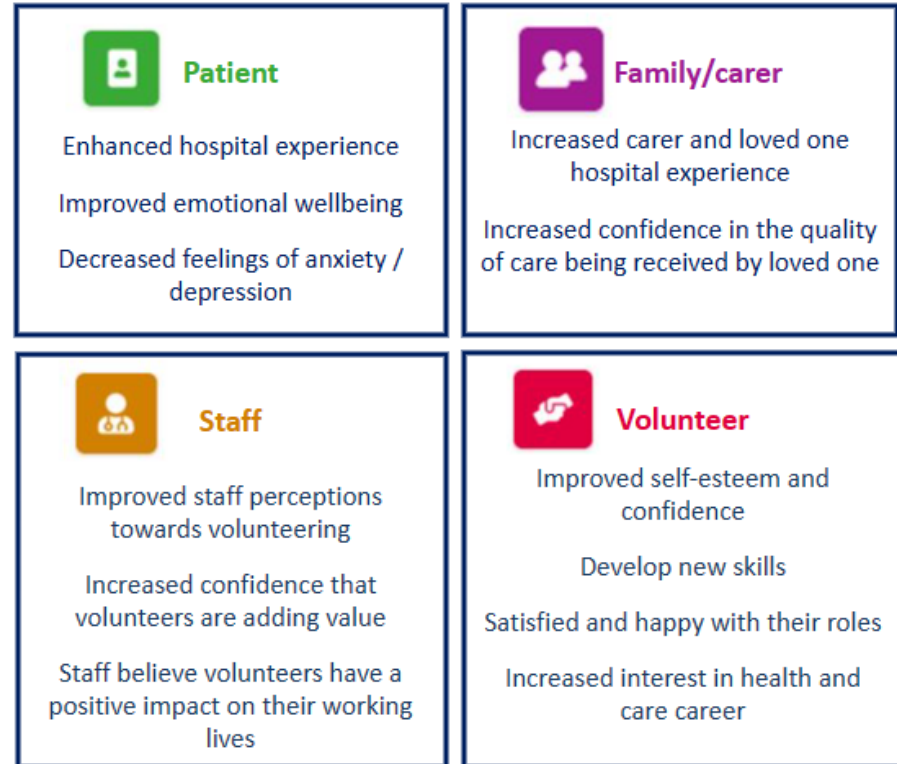 Patient
Enhanced hospital experience
Improved emotional wellbeing
Decreased feelings of anxiety /
depression
Family/carer
Increased carer and loved one
hospital experience
Increased confidence in the quality
of care being received by loved one
Staff
Improved staff perceptions
towards volunteering
Increased confidence that
volunteers are adding value
Staff believe volunteers have a
positive impact on their working
lives
Volunteer
Improved self-esteem and
confidence
Develop new skills
Satisfied and happy with their roles
Increased interest in health and
care career